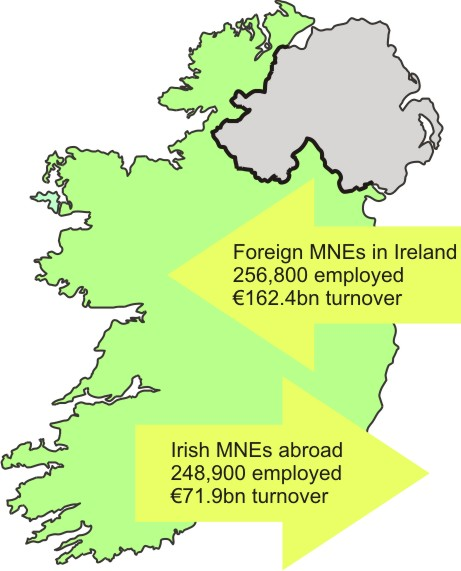 Foreign MNEs in Ireland
256,800 employed
€162.4bn turnover
Irish MNEs abroad
248,900 employed
€71.9bn turnover